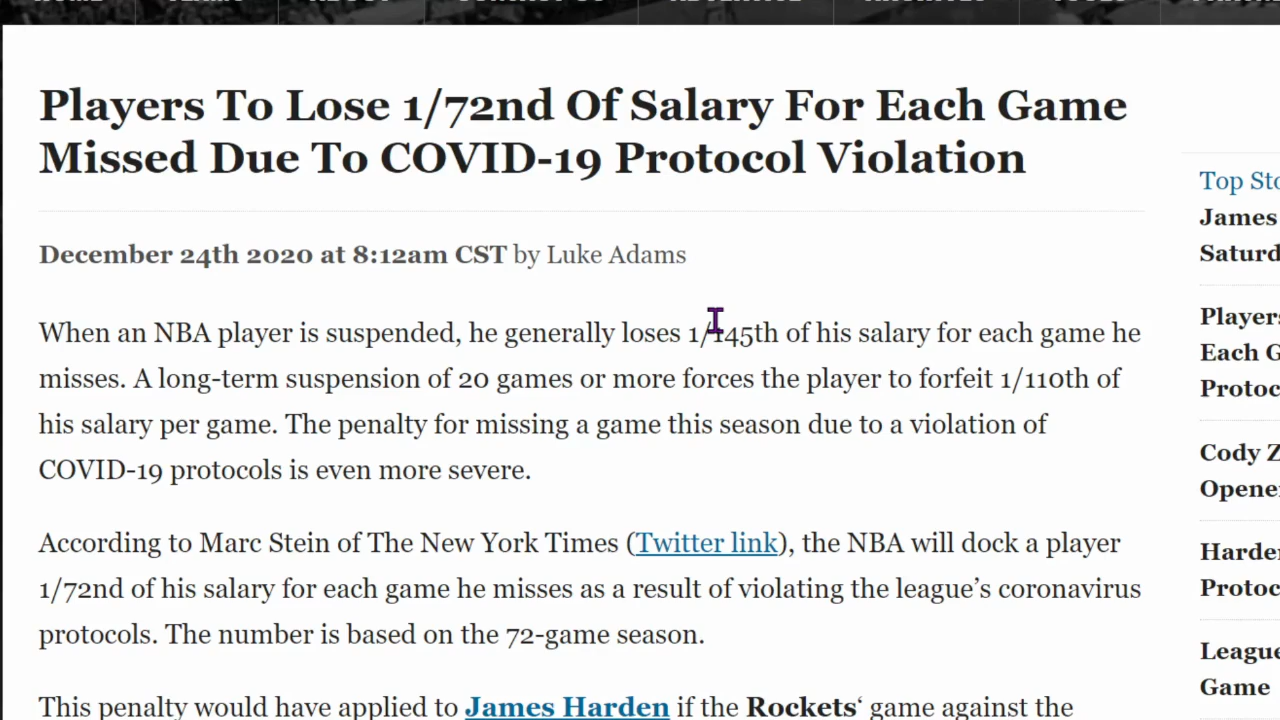 Players To Lose 1/72nd Of Salary For Each Game
Missed Due To COVID-19 Protocol Violation
December 24th 2020 at 8:12am CST by Luke Adams
When an NBA player is suspended, he generally loses 1/145th of his salary for each game he
misses. A long-term suspension of 20 games or more forces the player to forfeit 1/110th of
his salary per game. The penalty for missing a game this season due to a violation of
COVID-19 protocols is even more severe.
According to Marc Stein of The New York Times (Twitter link), the NBA will dock a player
1/72nd of his salary for each game he misses as a result of violating the league’s coronavirus
protocols. The number is based on the 72-game season.
This penalty would have applied to James Harden if the Rockets‘ game against the
Top Sto
James
Saturd
Players
Each G
Protoc
Cody Z
Opener
Harden
Protoc
League
Game